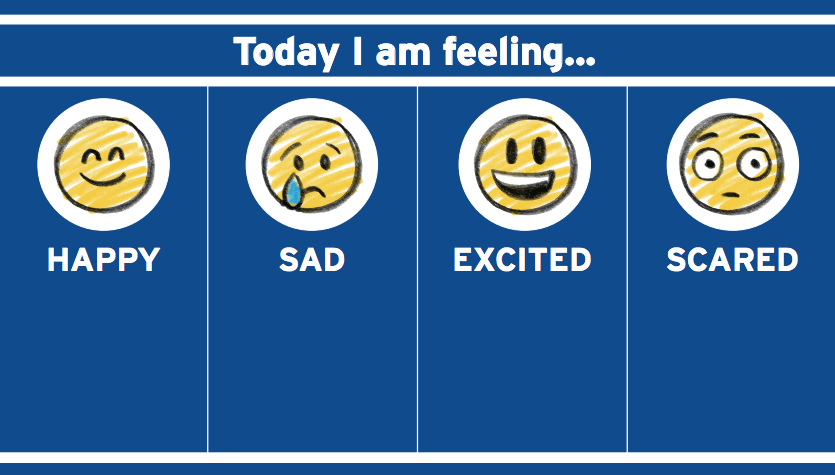 Today I am feeling...
HAPPY
SAD
EXCITED
SCARED